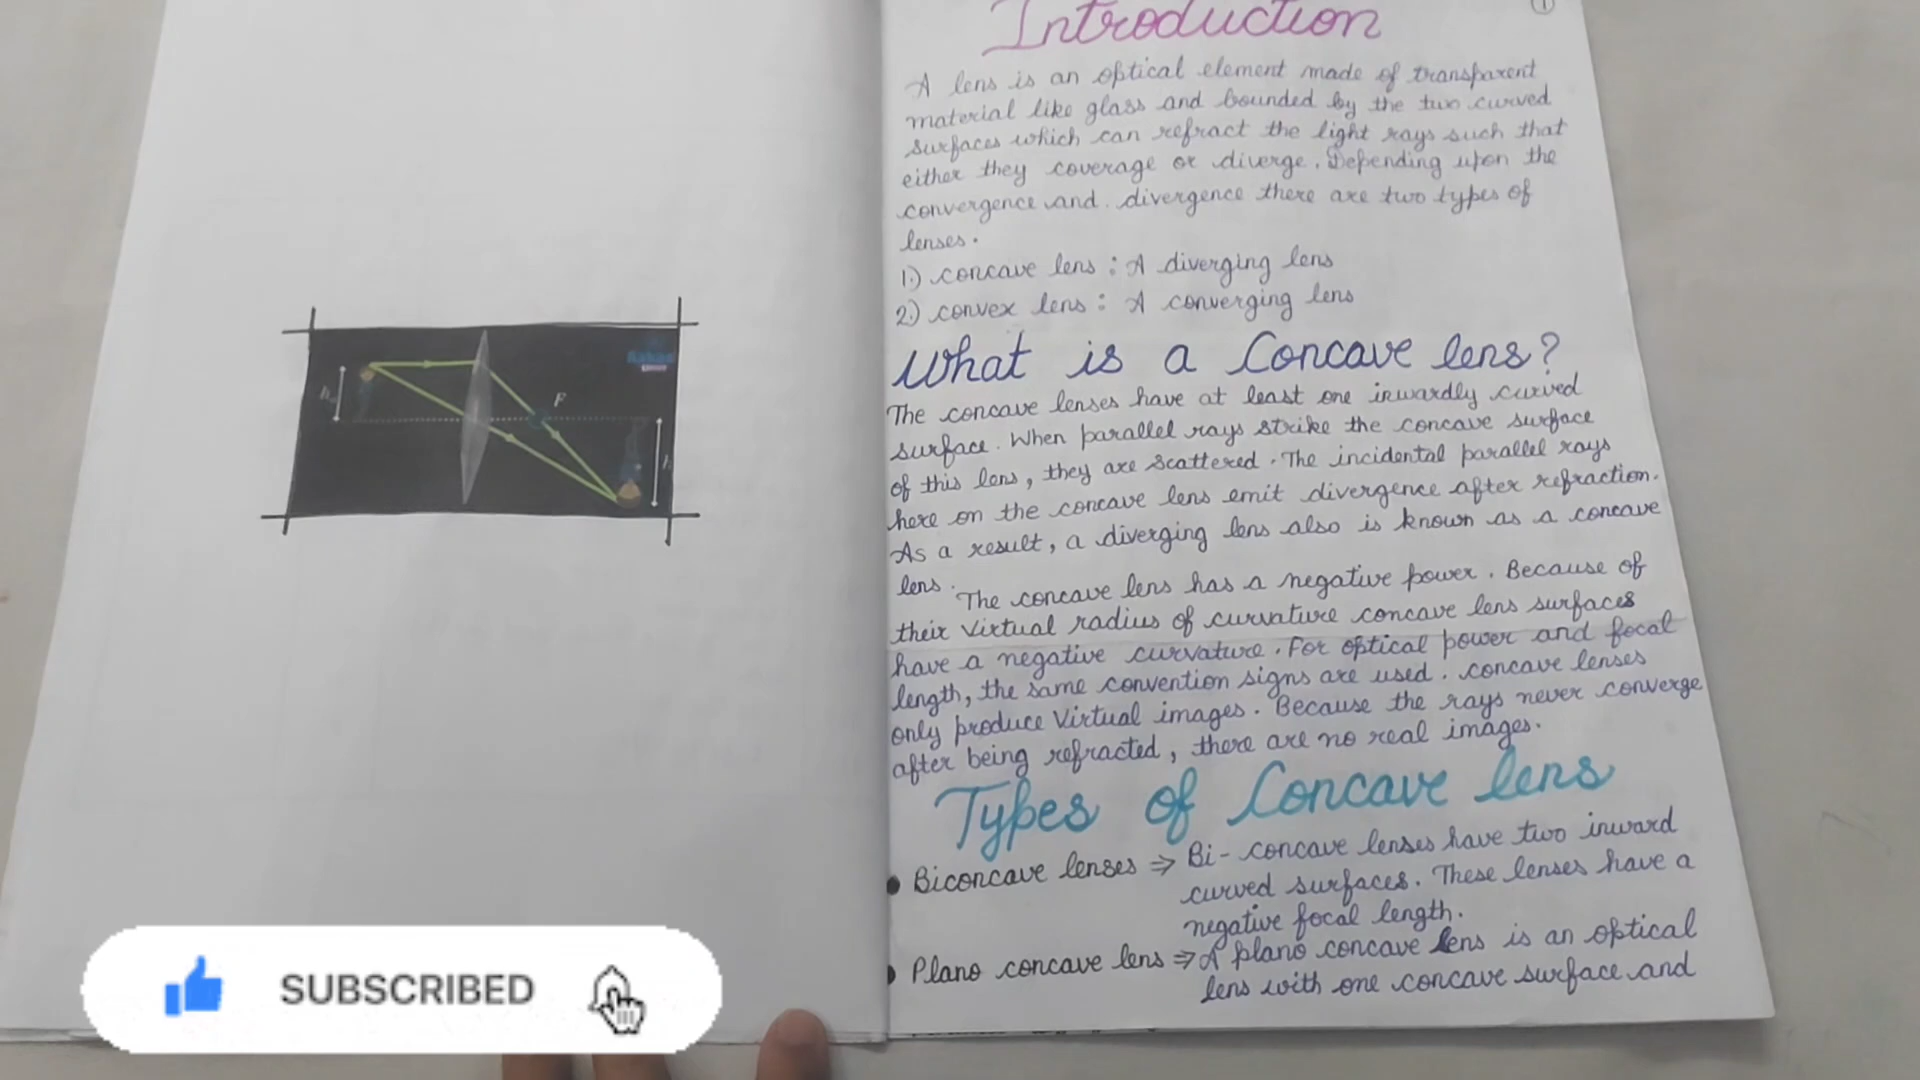 Introduction
1
A lens is an optical element made of transparent
material like glass and bounded by the two curved
surfaces which can refract the light rays such that
either they coverage or diverge. Depending upon the
convergence and. divergence there are two types of
lenses.
1.) concave lens : A diverging lens
2.) convex lens : A converging lens
What is a Concave lens?
The concave lenses have at least one inwardly curved
surface. When parallel rays strike the concave surface
of this lens, they are scattered. The incidental parallel rays
here on the concave lens emit divergence after refraction.
As a result, a diverging lens also is known as a concave
lens.
The concave lens has a negative power. Because of
their virtual radius of curvature concave lens surfaces
have a negative curvature. For optical power and focal
length, the same convention signs are used. concave lenses
only produce virtual images. Because the rays never converge
after being refracted, there are no real images.
Types of Concave lens
• Biconcave lenses ⇒ Bi-concave lenses have two inward
curved surfaces. These lenses have a
negative focal length.
• Plano concave lens ⇒ A plano concave lens is an optical
lens with one concave surface and
h
F
h
SUBSCRIBED